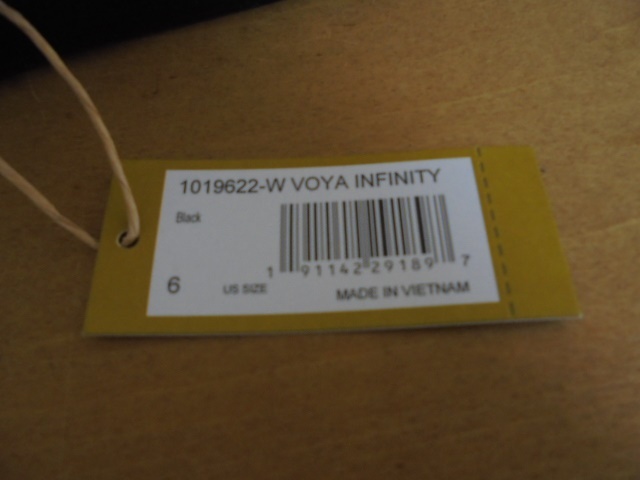 1019622-W VOYA INFINITY
Black
1 91142 29189 7
6 US SIZE MADE IN VIETNAM